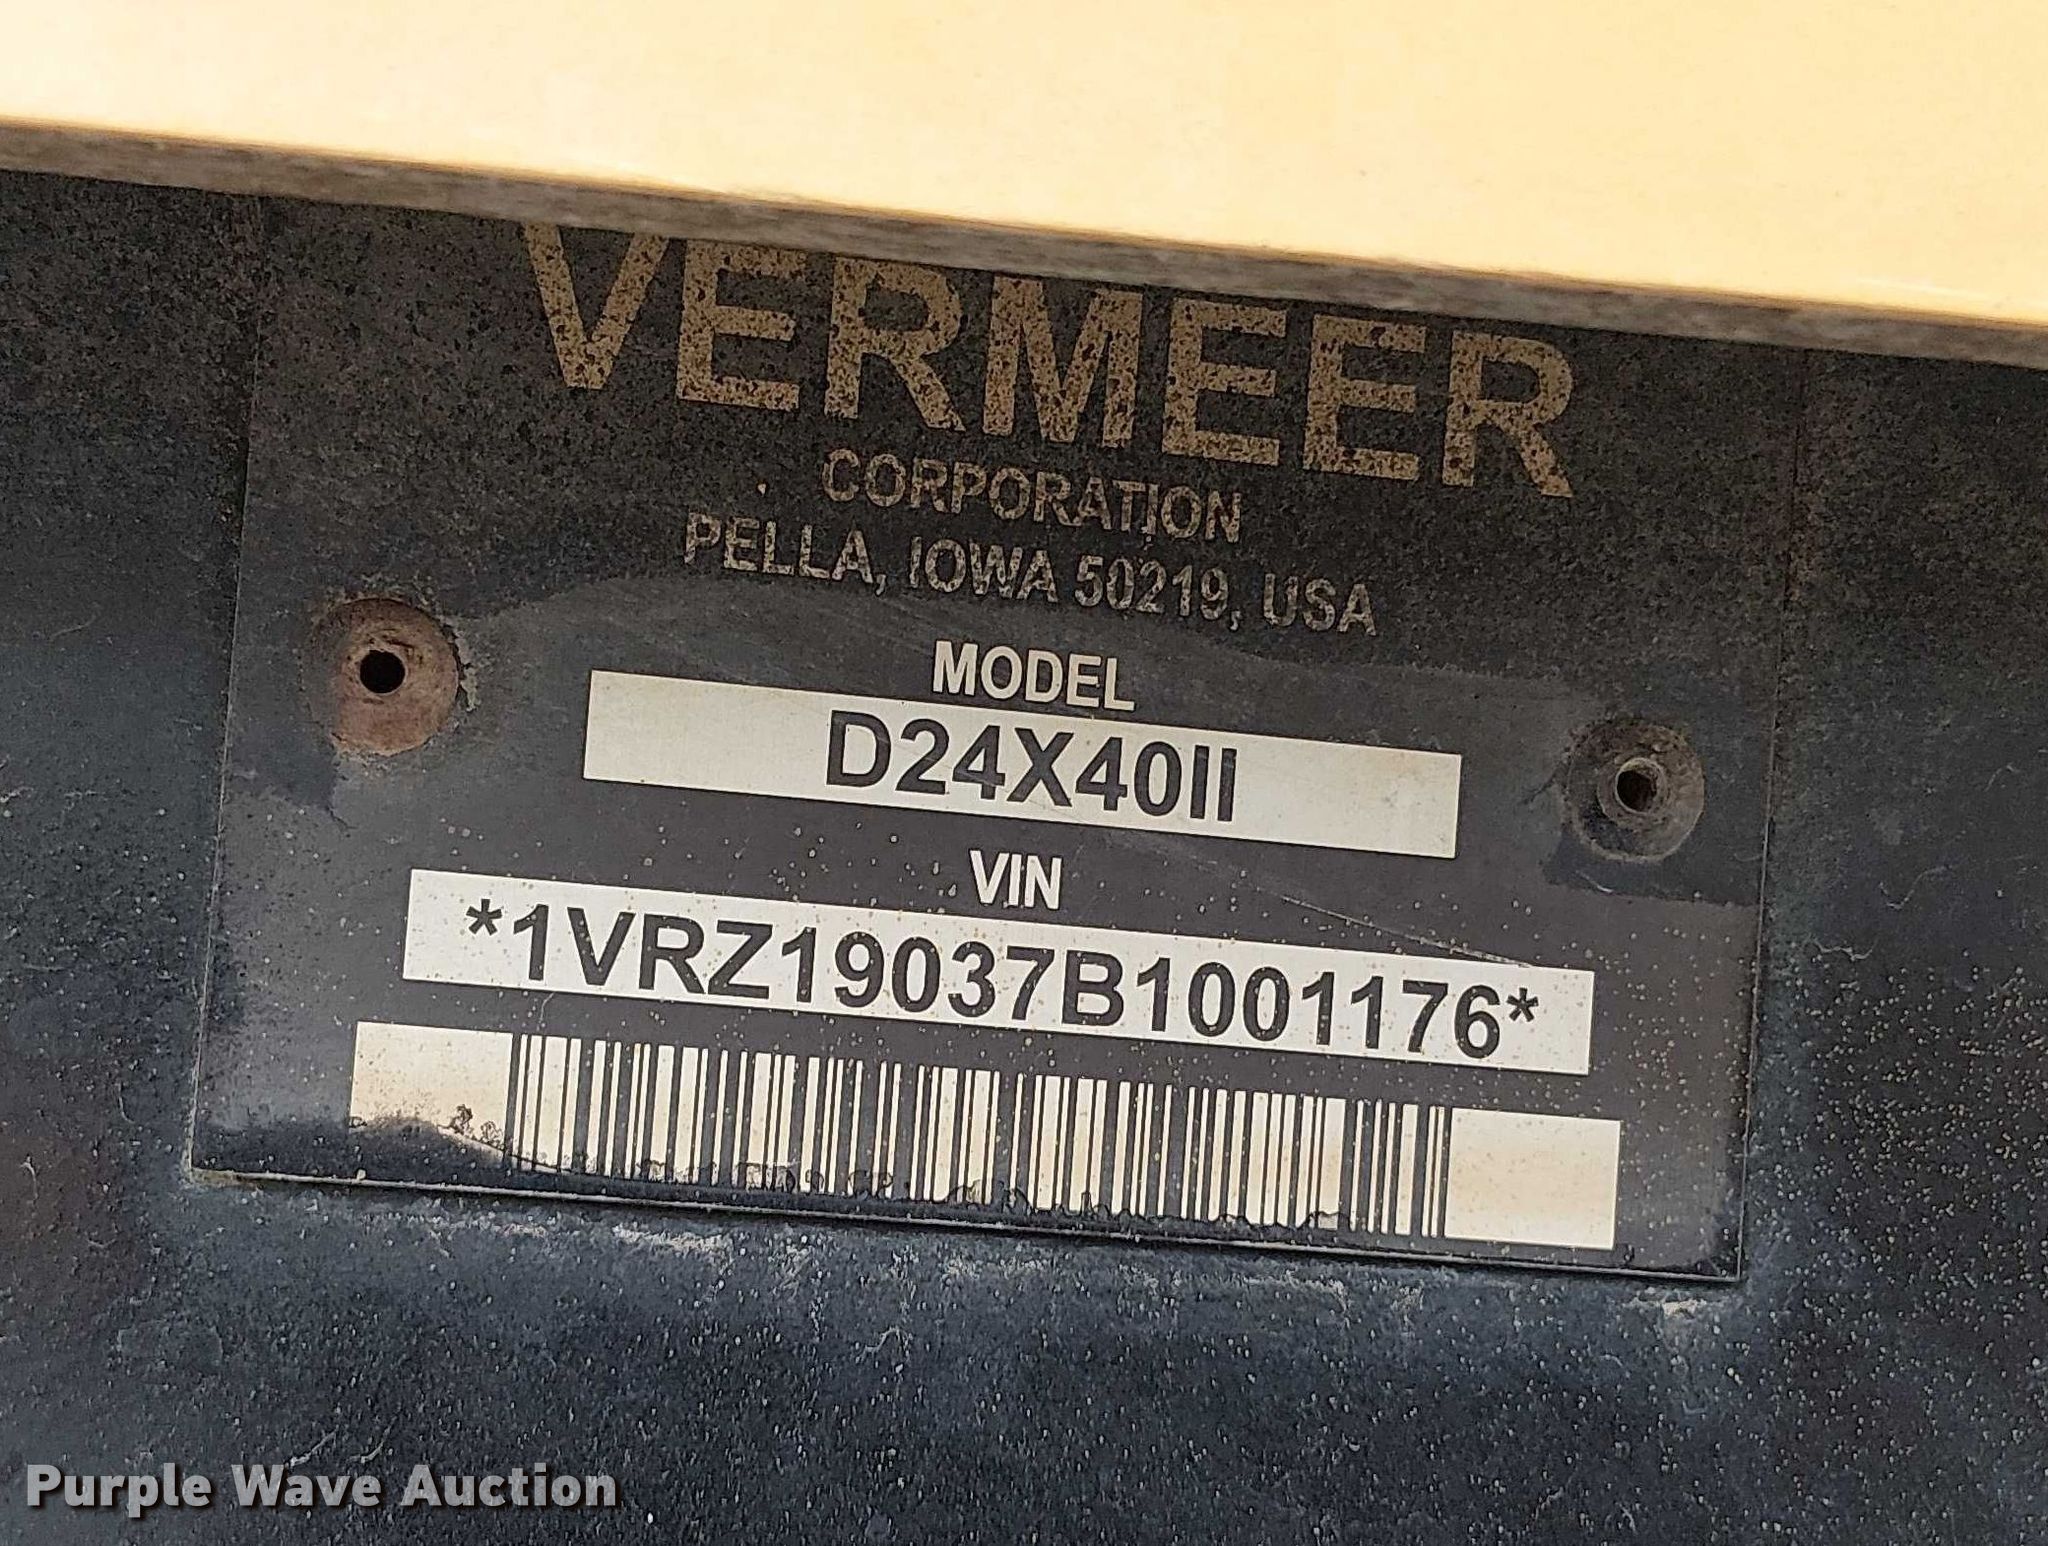 VERMEER
CORPORATION
PELLA, IOWA 50219, USA
MODEL
D24X40II
VIN
*1VRZ19037B1001176*
Purple Wave Auction